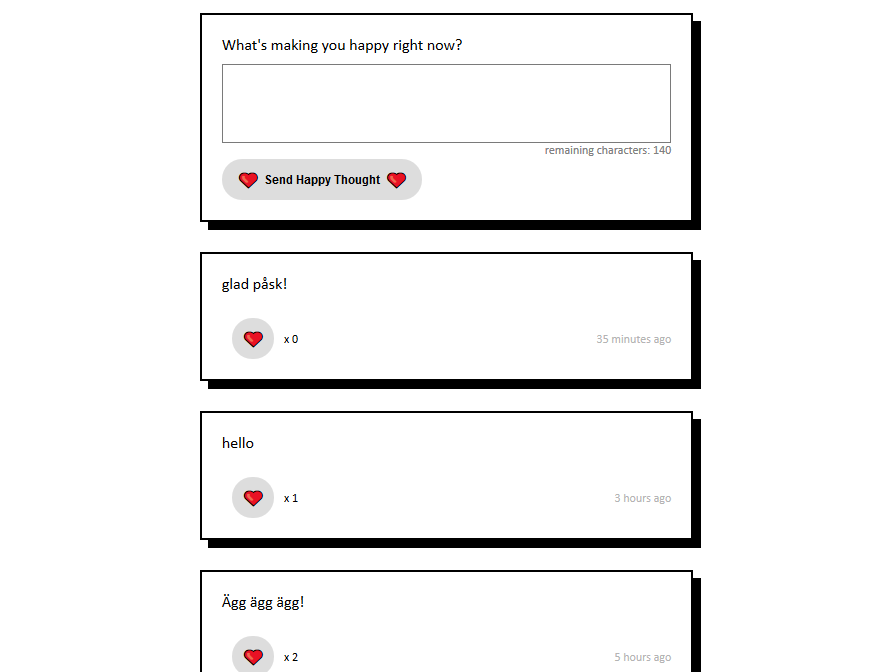 What's making you happy right now?
remaining characters: 140
Send Happy Thought
glad påsk!
x 0
35 minutes ago
hello
x 1
3 hours ago
Ägg ägg ägg!
x 2
5 hours ago